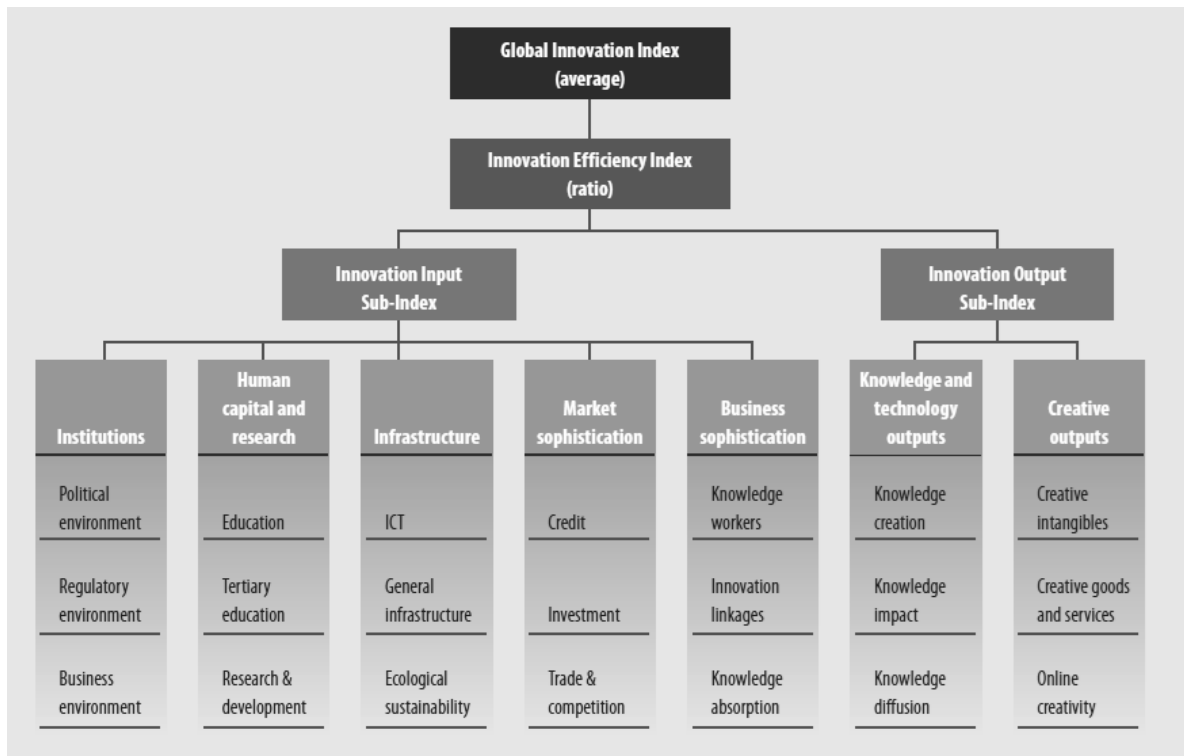 Global Innovation Index
(average)
Innovation Efficiency Index
(ratio)
Innovation Input
Sub-Index
Innovation Output
Sub-Index
Institutions
Human
capital and
research
Infrastructure
Market
sophistication
Business
sophistication
Knowledge and
technology
outputs
Creative
outputs
Political
environment
Education
ICT
Credit
Knowledge
workers
Knowledge
creation
Creative
intangibles
Regulatory
environment
Tertiary
education
General
infrastructure
Investment
Innovation
linkages
Knowledge
impact
Creative goods
and services
Business
environment
Research &
development
Ecological
sustainability
Trade &
competition
Knowledge
absorption
Knowledge
diffusion
Online
creativity